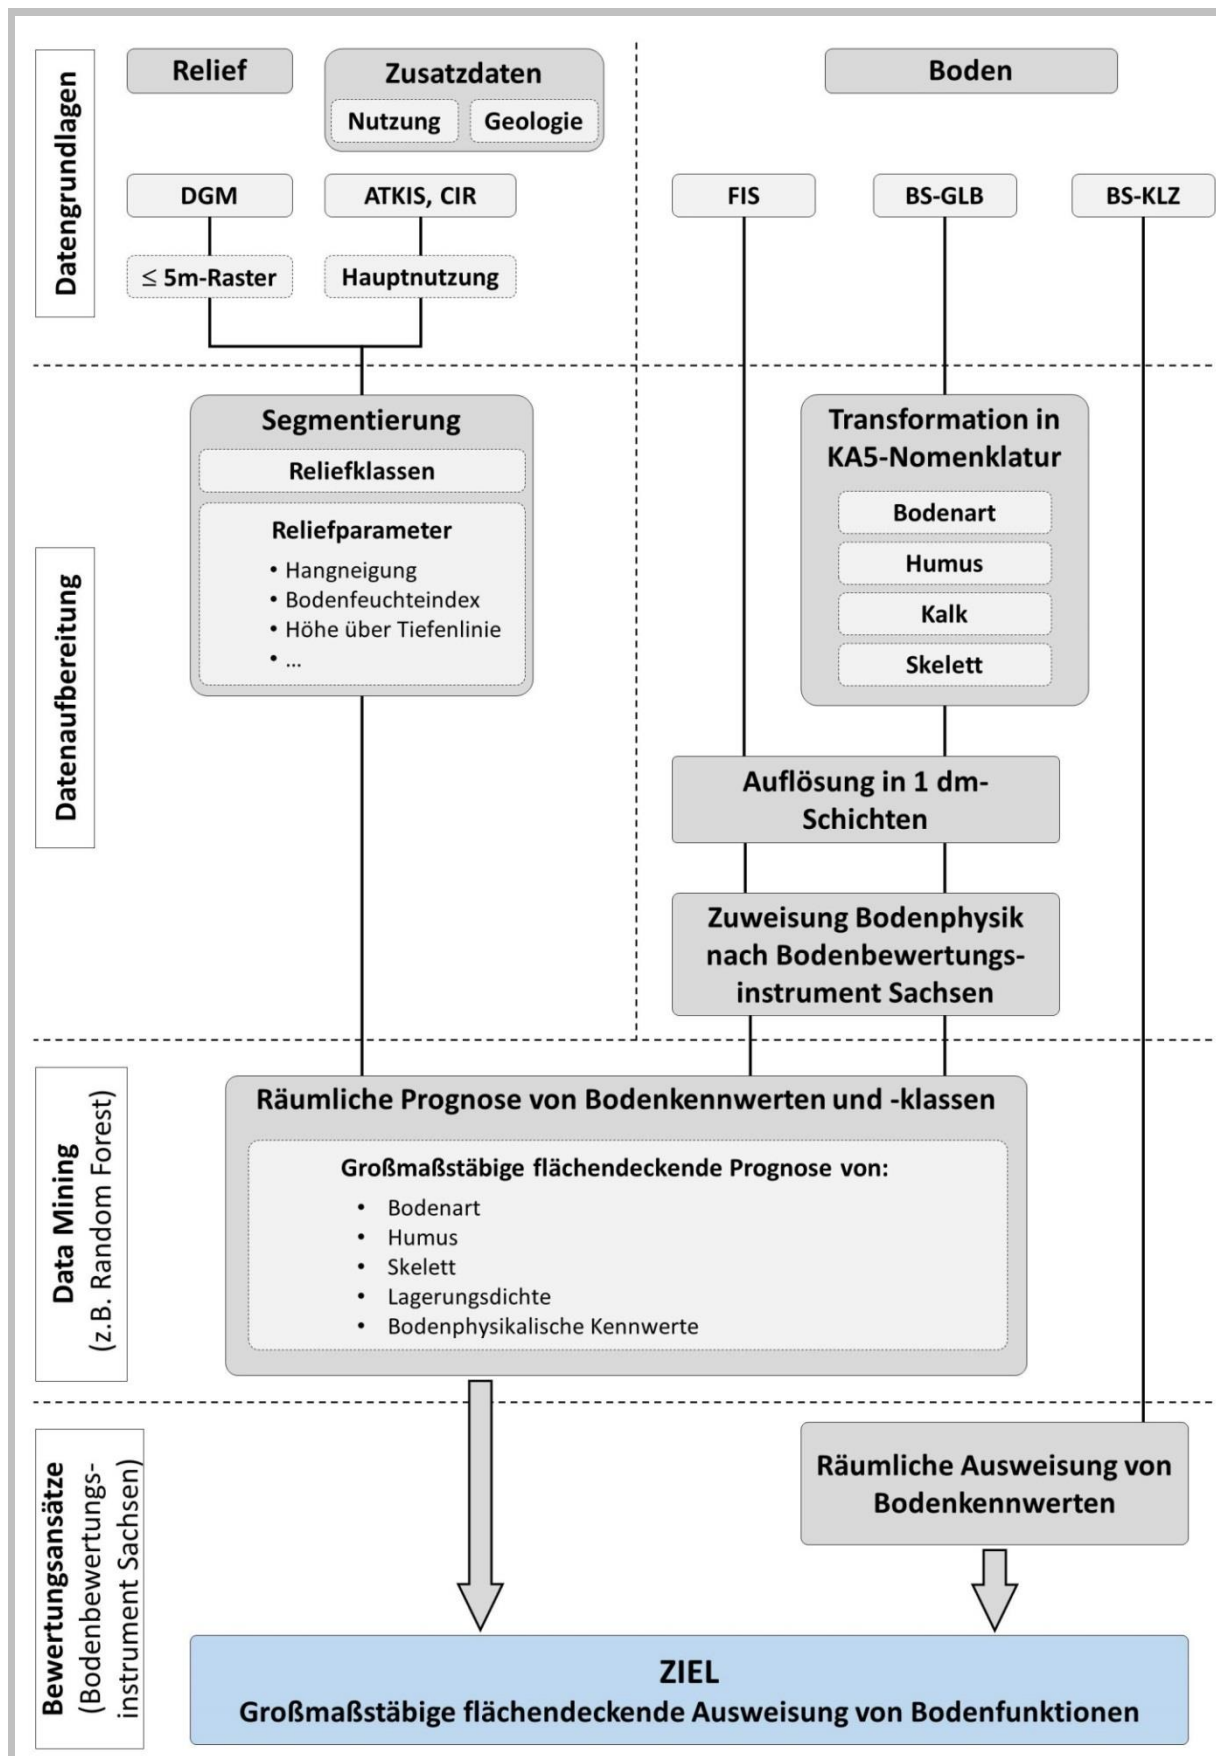 Datengrundlagen
Relief
Zusatzdaten
Nutzung
Geologie
Boden
DGM
ATKIS, CIR
FIS
BS-GLB
BS-KLZ
≤ 5m-Raster
Hauptnutzung
Datenaufbereitung
Segmentierung
Reliefklassen
Reliefparameter
• Hangneigung
• Bodenfeuchteindex
• Höhe über Tiefenlinie
• ...
Transformation in
KA5-Nomenklatur
Bodenart
Humus
Kalk
Skelett
Auflösung in 1 dm-
Schichten
Zuweisung Bodenphysik
nach Bodenbewertungs-
instrument Sachsen
Data Mining
(z.B. Random Forest)
Räumliche Prognose von Bodenkennwerten und -klassen
Großmaßstäbige flächendeckende Prognose von:
• Bodenart
• Humus
• Skelett
• Lagerungsdichte
• Bodenphysikalische Kennwerte
Bewertungsansätze
(Bodenbewertungs-
instrument Sachsen)
Räumliche Ausweisung von
Bodenkennwerten
ZIEL
Großmaßstäbige flächendeckende Ausweisung von Bodenfunktionen